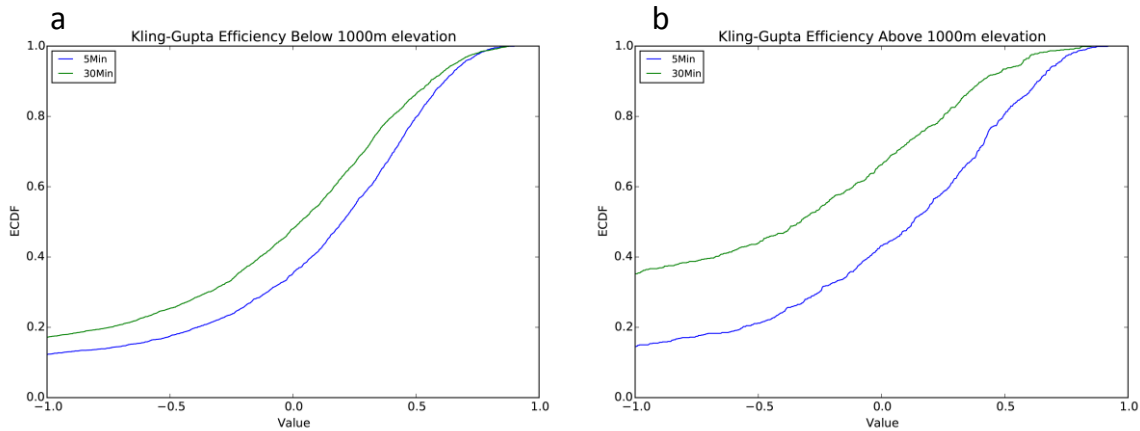 a
Kling-Gupta Efficiency Below 1000m elevation
1.0
5Min
30Min
0.8
0.6
ECDF
0.4
0.2
0.0
−1.0 −0.5 0.0 0.5 1.0
Value
b
Kling-Gupta Efficiency Above 1000m elevation
1.0
5Min
30Min
0.8
0.6
ECDF
0.4
0.2
0.0
−1.0 −0.5 0.0 0.5 1.0
Value